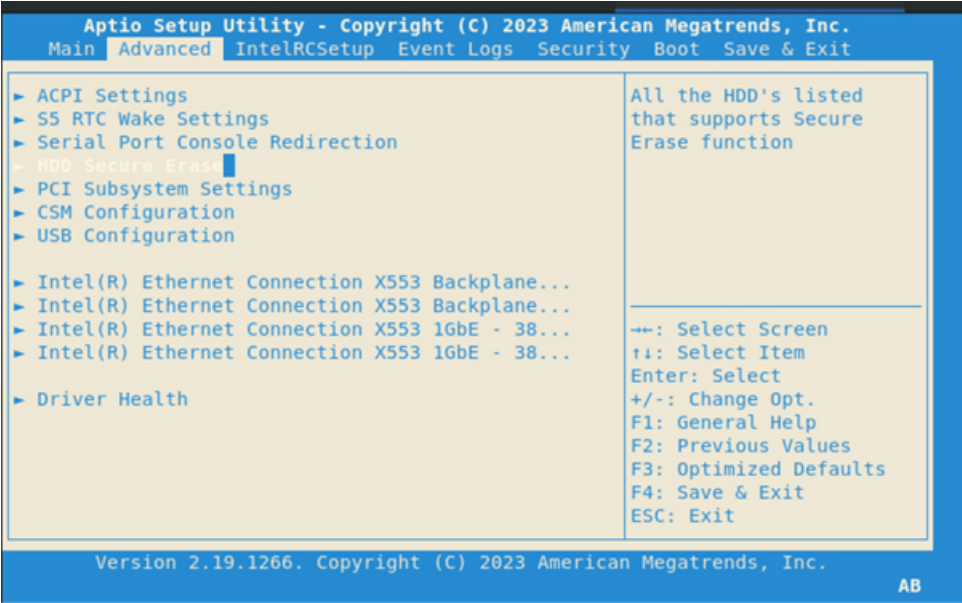 Aptio Setup Utility - Copyright (C) 2023 American Megatrends, Inc.
Main Advanced IntelRCSetup Event Logs Security Boot Save & Exit
► ACPI Settings
► S5 RTC Wake Settings
► Serial Port Console Redirection
► HDD Secure Erase
► PCI Subsystem Settings
► CSM Configuration
► USB Configuration
► Intel(R) Ethernet Connection X553 Backplane...
► Intel(R) Ethernet Connection X553 Backplane...
► Intel(R) Ethernet Connection X553 1GbE - 38...
► Intel(R) Ethernet Connection X553 1GbE - 38...
► Driver Health
All the HDD's listed
that supports Secure
Erase function
→←: Select Screen
↑↓: Select Item
Enter: Select
+/-: Change Opt.
F1: General Help
F2: Previous Values
F3: Optimized Defaults
F4: Save & Exit
ESC: Exit
Version 2.19.1266. Copyright (C) 2023 American Megatrends, Inc.
AB